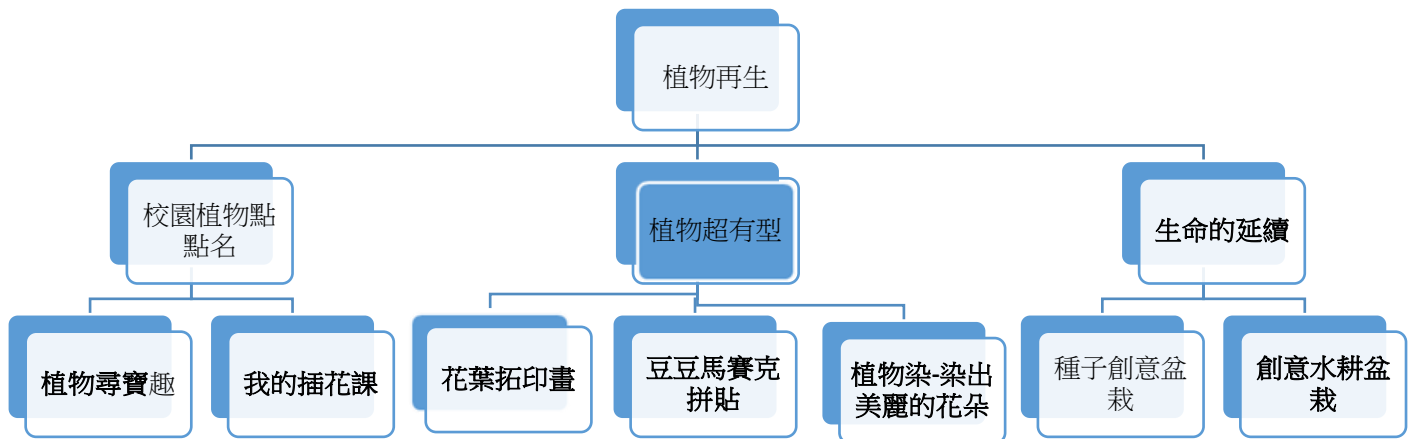 植物再生
校園植物點
點名
植物超有型
生命的延續
植物尋寶趣
我的插花課
花葉拓印畫
豆豆馬賽克
拼貼
植物染-染出
美麗的花朵
種子創意盆
栽
創意水耕盆
栽